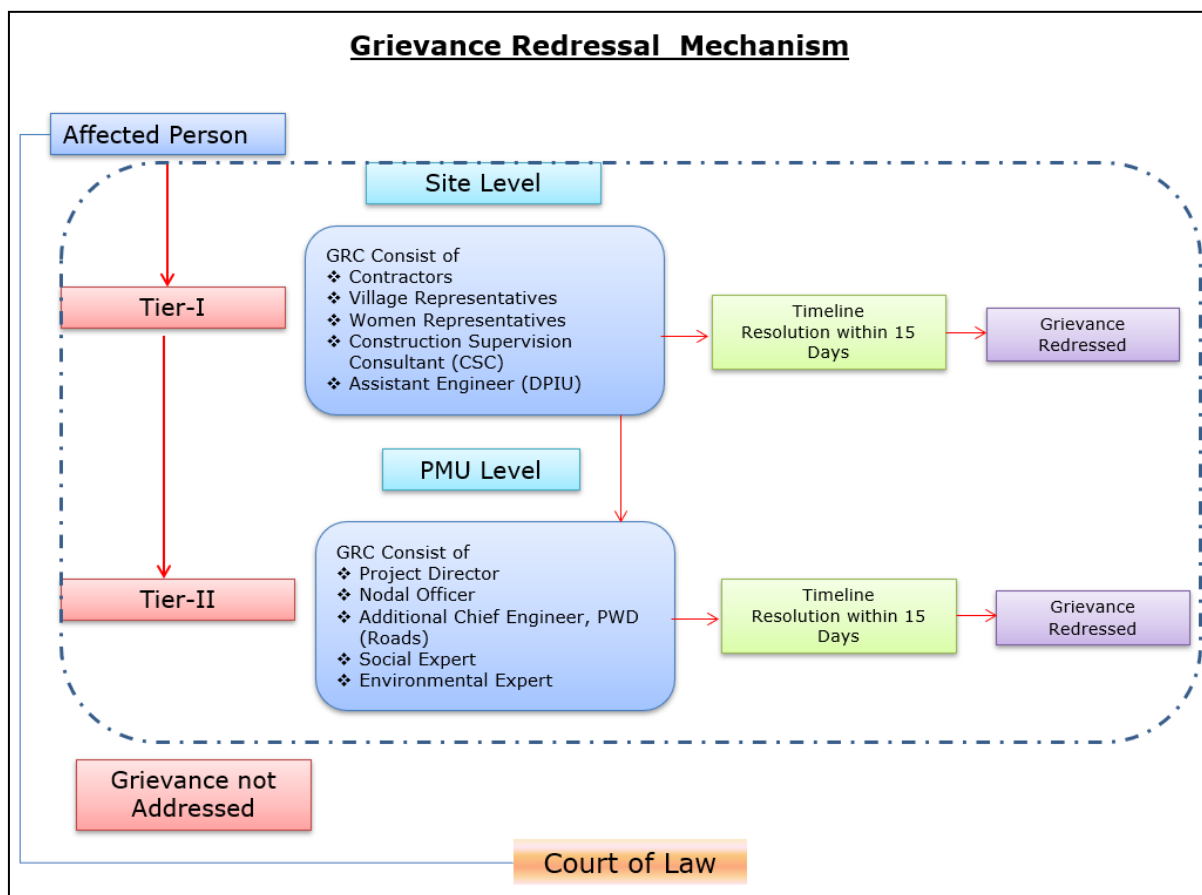 Grievance Redressal  Mechanism
Affected Person
Site Level
GRC Consist of
❖ Contractors
❖ Village Representatives
❖ Women Representatives
❖ Construction Supervision
Consultant (CSC)
❖ Assistant Engineer (DPIU)
Tier-I
Timeline
Resolution within 15
Days
Grievance
Redressed
PMU Level
GRC Consist of
❖ Project Director
❖ Nodal Officer
❖ Additional Chief Engineer, PWD
(Roads)
❖ Social Expert
❖ Environmental Expert
Tier-II
Timeline
Resolution within 15
Days
Grievance
Redressed
Grievance not
Addressed
Court of Law